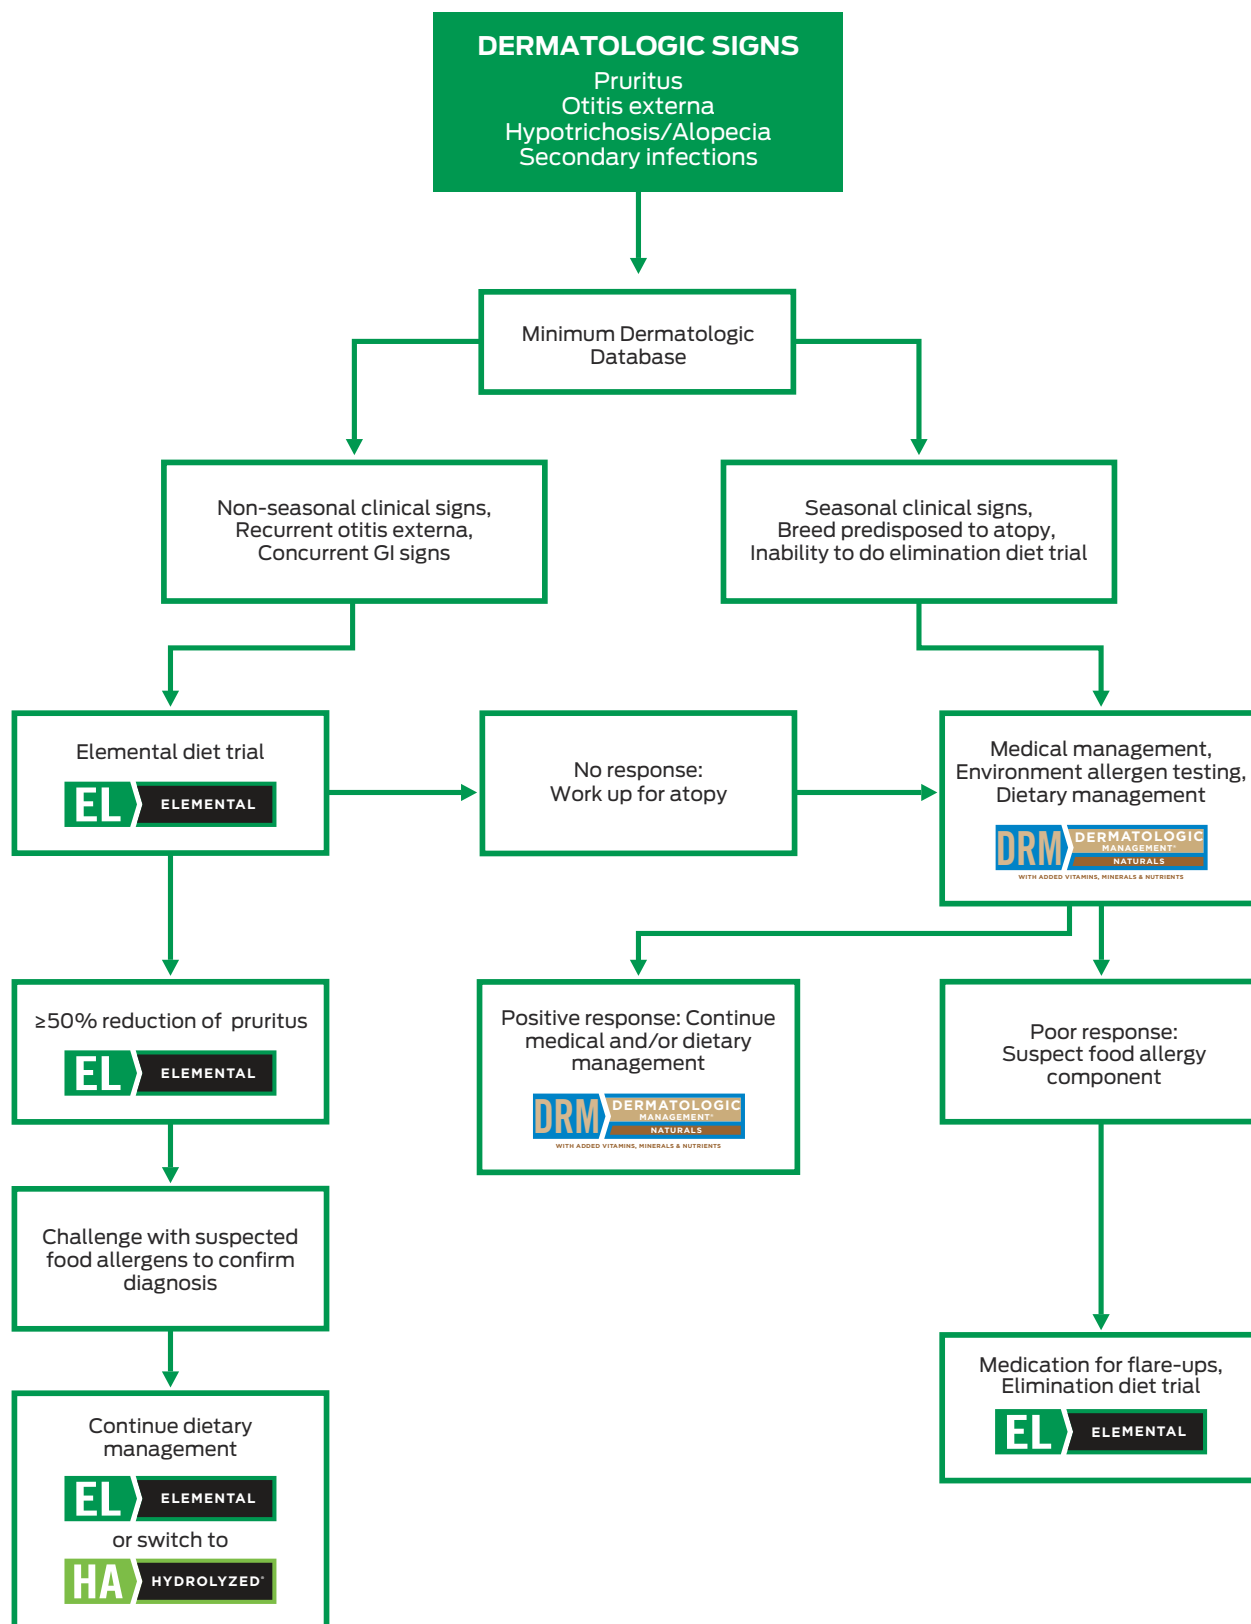 DERMATOLOGIC SIGNS
Pruritus
Otitis externa
Hypotrichosis/Alopecia
Secondary infections
Minimum Dermatologic
Database
Non-seasonal clinical signs,
Recurrent otitis externa,
Concurrent GI signs
Seasonal clinical signs,
Breed predisposed to atopy,
Inability to do elimination diet trial
Elemental diet trial
EL ELEMENTAL
No response:
Work up for atopy
Medical management,
Environment allergen testing,
Dietary management
DRM DERMATOLOGIC
MANAGEMENT®
NATURALS
WITH ADDED VITAMINS, MINERALS & NUTRIENTS
≥50% reduction of pruritus
EL ELEMENTAL
Positive response: Continue
medical and/or dietary
management
DRM DERMATOLOGIC
MANAGEMENT®
NATURALS
WITH ADDED VITAMINS, MINERALS & NUTRIENTS
Poor response:
Suspect food allergy
component
Challenge with suspected
food allergens to confirm
diagnosis
Medication for flare-ups,
Elimination diet trial
EL ELEMENTAL
Continue dietary
management
EL ELEMENTAL
or switch to
HA HYDROLYZED®